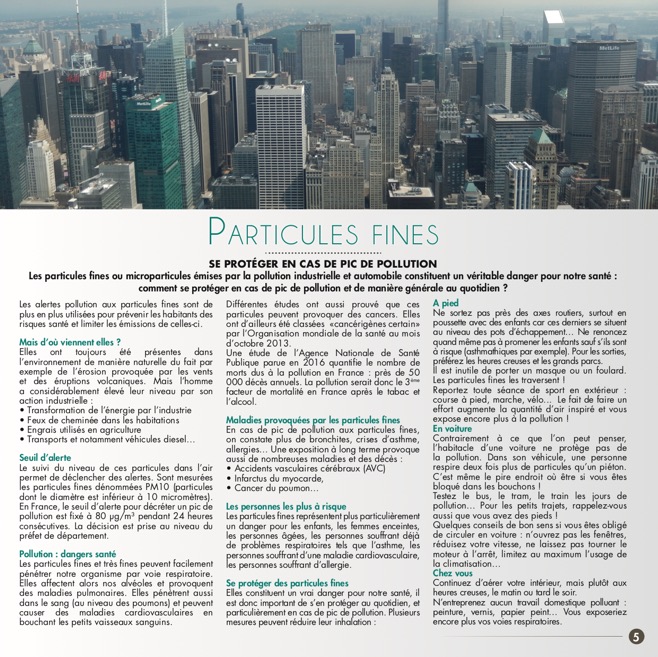 PARTICULES FINES
SE PROTÉGER EN CAS DE PIC DE POLLUTION
Les particules fines ou microparticules émises par la pollution industrielle et automobile constituent un véritable danger pour notre santé :
comment se protéger en cas de pic de pollution et de manière générale au quotidien ?
Les alertes pollution aux particules fines sont de
plus en plus utilisées pour prévenir les habitants des
risques santé et limiter les émissions de celles-ci.
Mais d'où viennent elles ?
Elles ont toujours été présentes dans
l'environnement de manière naturelle du fait par
exemple de l'érosion provoquée par les vents
et des éruptions volcaniques. Mais l'homme
a considérablement élevé leur niveau par son
action industrielle :
• Transformation de l'énergie par l'industrie
• Feux de cheminée dans les habitations
• Engrais utilisés en agriculture
• Transports et notamment véhicules diesel…
Seuil d'alerte
Le suivi du niveau de ces particules dans l'air
permet de déclencher des alertes. Sont mesurées
les particules fines dénommées PM10 (particules
dont le diamètre est inférieur à 10 micromètres).
En France, le seuil d'alerte pour décréter un pic de
pollution est fixé à 80 µg/m³ pendant 24 heures
consécutives. La décision est prise au niveau du
préfet de département.
Pollution : dangers santé
Les particules fines et très fines peuvent facilement
pénétrer notre organisme par voie respiratoire.
Elles affectent alors nos alvéoles et provoquent
des maladies pulmonaires. Elles pénètrent aussi
dans le sang (au niveau des poumons) et peuvent
causer des maladies cardiovasculaires en
bouchant les petits vaisseaux sanguins.
Différentes études ont aussi prouvé que ces
particules peuvent provoquer des cancers. Elles
ont d'ailleurs été classées «cancérigènes certain»
par l'Organisation mondiale de la santé au mois
d'octobre 2013.
Une étude de l'Agence Nationale de Santé
Publique parue en 2016 quantifie le nombre de
morts dus à la pollution en France : près de 50
000 décès annuels. La pollution serait donc le 3ème
facteur de mortalité en France après le tabac et
l'alcool.
Maladies provoquées par les particules fines
En cas de pic de pollution aux particules fines,
on constate plus de bronchites, crises d'asthme,
allergies… Une exposition à long terme provoque
aussi de nombreuses maladies et des décès :
• Accidents vasculaires cérébraux (AVC)
• Infarctus du myocarde,
• Cancer du poumon…
Les personnes les plus à risque
Les particules fines représentent plus particulièrement
un danger pour les enfants, les femmes enceintes,
les personnes âgées, les personnes souffrant déjà
de problèmes respiratoires tels que l'asthme, les
personnes souffrant d'une maladie cardiovasculaire,
les personnes souffrant d'allergie.
Se protéger des particules fines
Elles constituent un vrai danger pour notre santé, il
est donc important de s'en protéger au quotidien, et
particulièrement en cas de pic de pollution. Plusieurs
mesures peuvent réduire leur inhalation :
A pied
Ne sortez pas près des axes routiers, surtout en
poussette avec des enfants car ces derniers se situent
au niveau des pots d'échappement… Ne renoncez
quand même pas à promener les enfants sauf s'ils sont
à risque (asthmatiques par exemple). Pour les sorties,
préférez les heures creuses et les grands parcs.
Il est inutile de porter un masque ou un foulard.
Les particules fines les traversent !
Reportez toute séance de sport en extérieur :
course à pied, marche, vélo… Le fait de faire un
effort augmente la quantité d'air inspiré et vous
expose encore plus à la pollution !
En voiture
Contrairement à ce que l'on peut penser,
l'habitacle d'une voiture ne protège pas de
la pollution. Dans son véhicule, une personne
respire deux fois plus de particules qu'un piéton.
C'est même le pire endroit où être si vous êtes
bloqué dans les bouchons !
Testez le bus, le tram, le train les jours de
pollution… Pour les petits trajets, rappelez-vous
aussi que vous avez des pieds !
Quelques conseils de bon sens si vous êtes obligé
de circuler en voiture : n'ouvrez pas les fenêtres,
réduisez votre vitesse, ne laissez pas tourner le
moteur à l'arrêt, limitez au maximum l'usage de
la climatisation…
Chez vous
Continuez d'aérer votre intérieur, mais plutôt aux
heures creuses, le matin ou tard le soir.
N'entreprenez aucun travail domestique polluant :
peinture, vernis, papier peint… Vous exposeriez
encore plus vos voies respiratoires.
5
MetLife